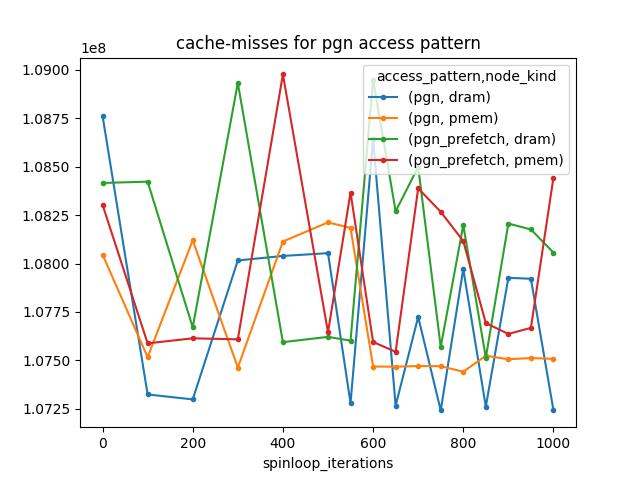 cache-misses for pgn access pattern
1e8
1.0900
1.0875
1.0850
1.0825
1.0800
1.0775
1.0750
1.0725
access_pattern,node_kind
(pgn, dram)
(pgn, pmem)
(pgn_prefetch, dram)
(pgn_prefetch, pmem)
0 200 400 600 800 1000
spinloop_iterations